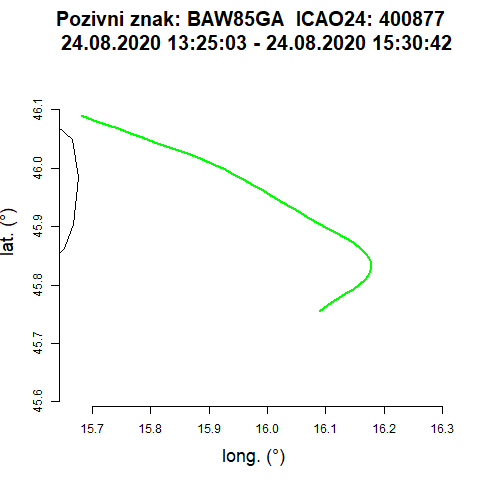 Pozivni znak: BAW85GA  ICAO24: 400877
24.08.2020 13:25:03 - 24.08.2020 15:30:42
46.1
46.0
45.9
45.8
45.7
45.6
lat. (°)
15.7 15.8 15.9 16.0 16.1 16.2 16.3
long. (°)